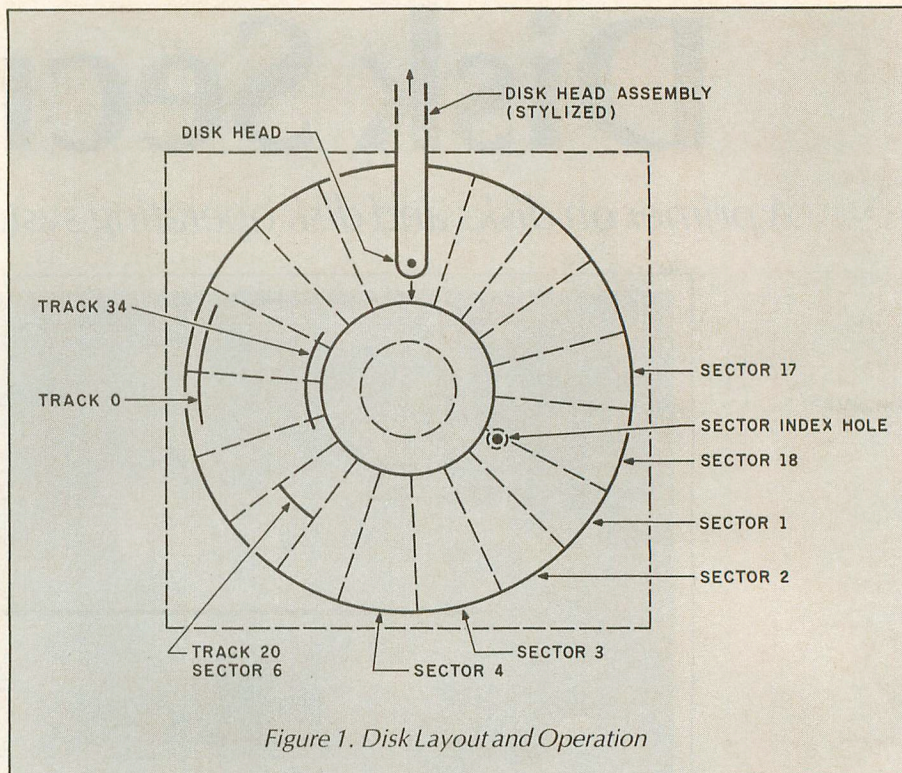 DISK HEAD ASSEMBLY
(STYLIZED)
DISK HEAD
TRACK 34
TRACK 0
SECTOR 17
SECTOR INDEX HOLE
SECTOR 18
SECTOR 1
SECTOR 2
SECTOR 3
SECTOR 4
TRACK 20
SECTOR 6
Figure 1. Disk Layout and Operation